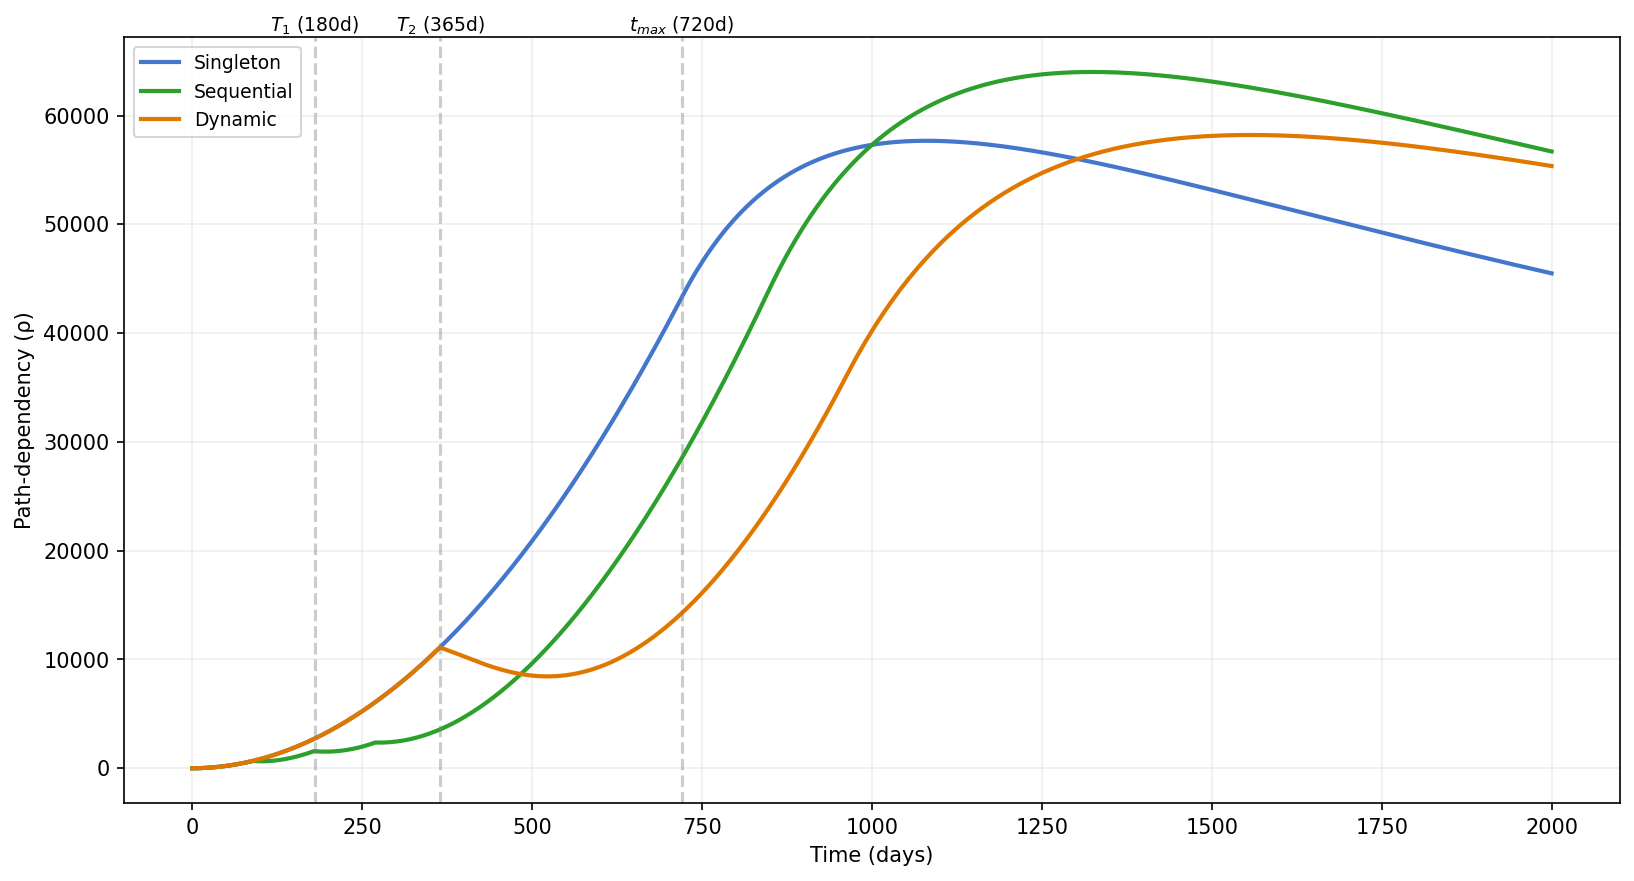 T₁ (180d) T₂ (365d) tₘₐₓ (720d)
Singleton
Sequential
Dynamic
60000
50000
40000
30000
20000
10000
0
Path-dependency (ρ)
0 250 500 750 1000 1250 1500 1750 2000
Time (days)